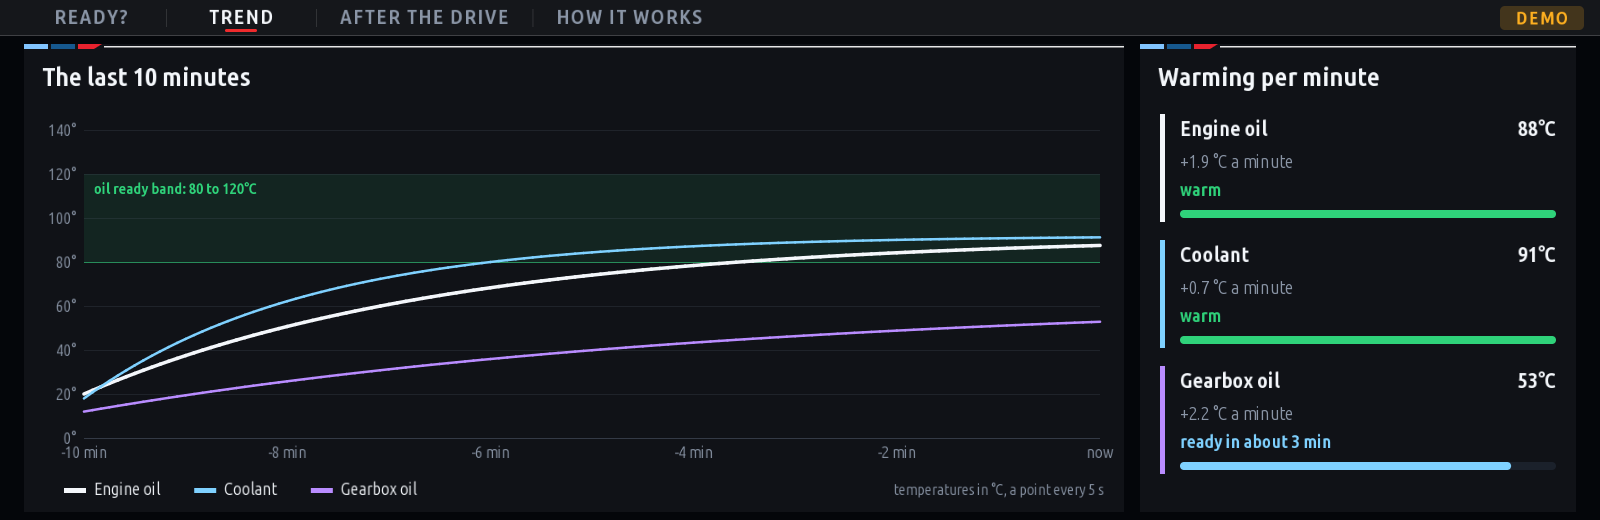 READY?
TREND
AFTER THE DRIVE
HOW IT WORKS
DEMO
The last 10 minutes
140°
120°
oil ready band: 80 to 120°C
100°
80°
60°
40°
20°
0°
-10 min
-8 min
-6 min
-4 min
-2 min
now
Engine oil
Coolant
Gearbox oil
temperatures in °C, a point every 5 s
Warming per minute
Engine oil 88°C
+1.9 °C a minute
warm
Coolant 91°C
+0.7 °C a minute
warm
Gearbox oil 53°C
+2.2 °C a minute
ready in about 3 min